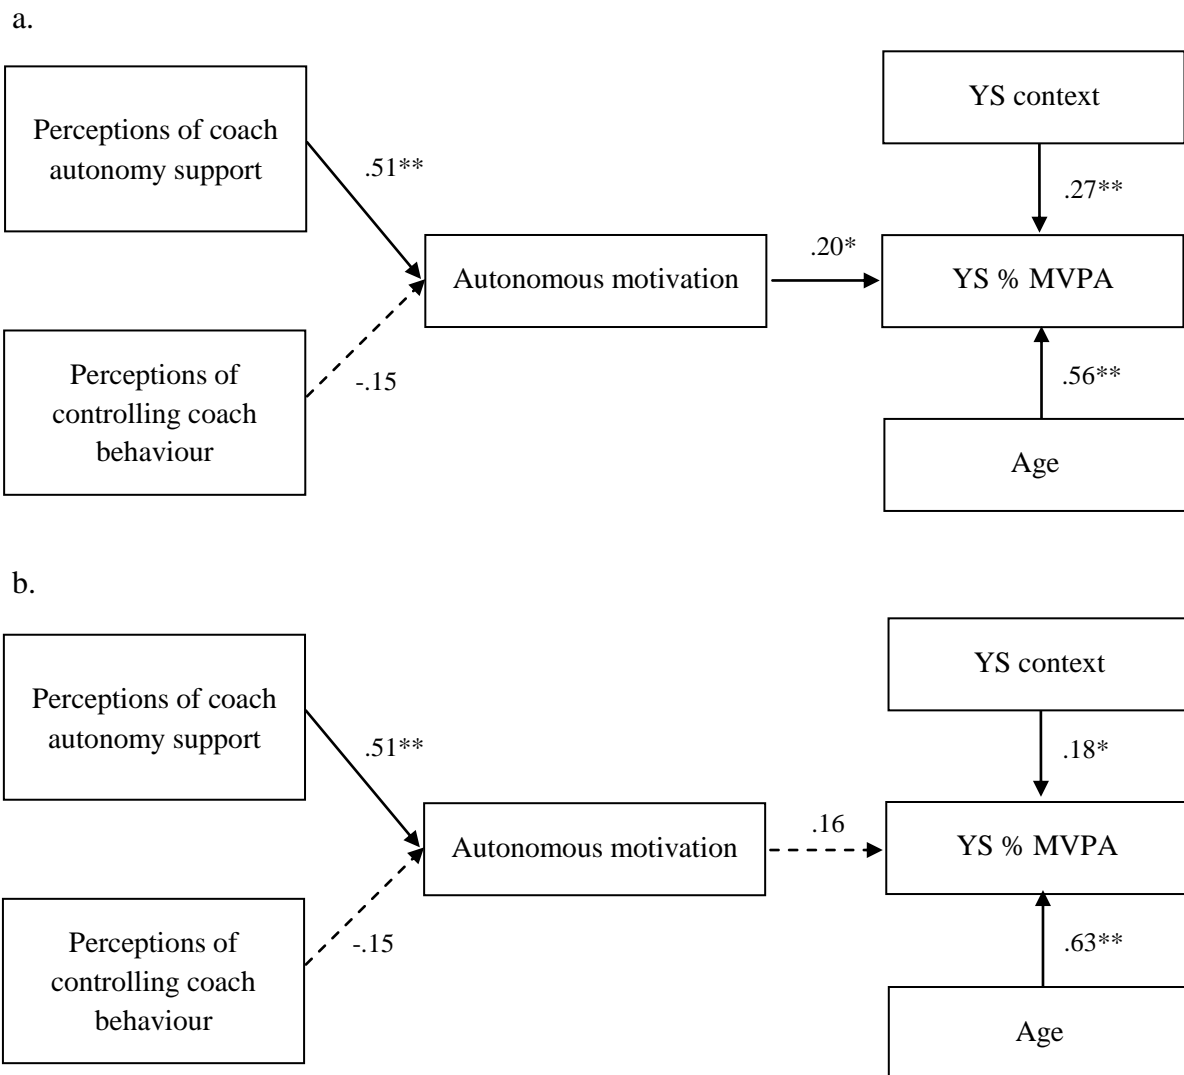 a.
Perceptions of coach
autonomy support
YS context
.51**
.27**
Autonomous motivation
.20*
YS % MVPA
Perceptions of
controlling coach
behaviour
-.15
.56**
Age
b.
Perceptions of coach
autonomy support
YS context
.51**
.18*
Autonomous motivation
.16
YS % MVPA
Perceptions of
controlling coach
behaviour
-.15
.63**
Age